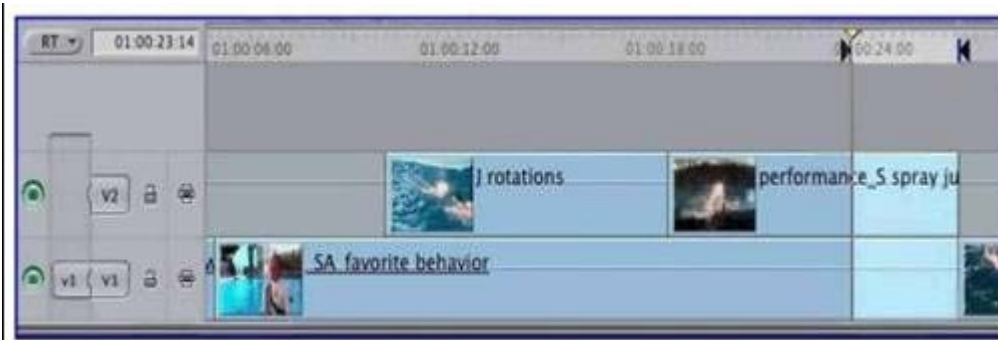 RT 01:00:23:14 01:00:06:00 01:00:12:00 01:00:18:00 00:24:00
V2 J rotations performance_S spray ju
v1 V1 SA_favorite behavior